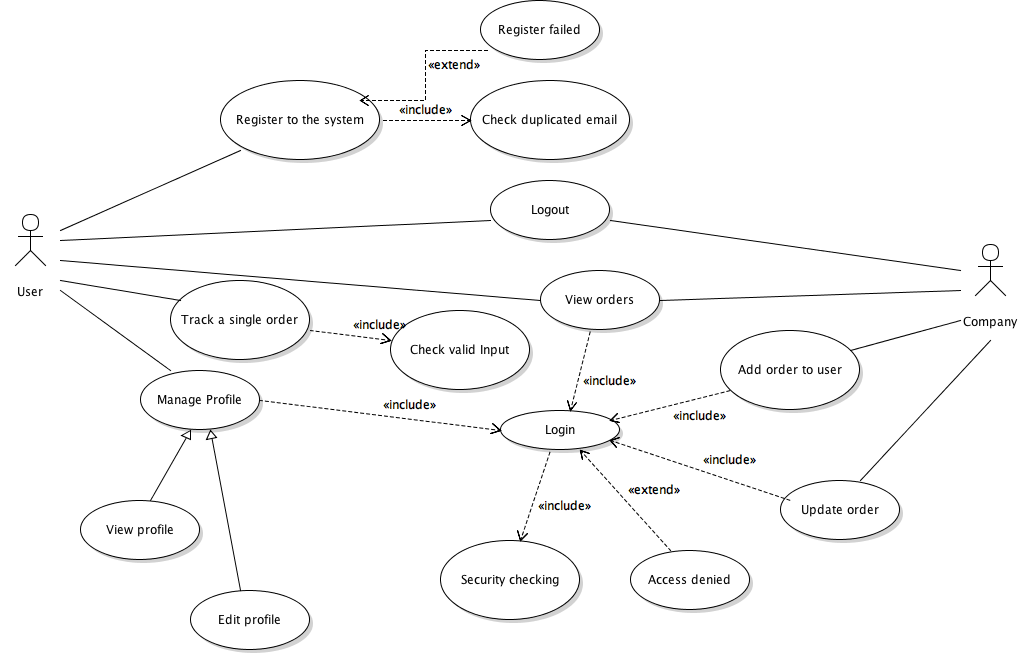 Register failed
«extend»
«include»
Register to the system
Check duplicated email
Logout
User
View orders
Company
Track a single order
«include»
Check valid Input
Add order to user
«include»
Manage Profile
«include»
«include»
Login
«include»
«extend»
«include»
View profile
Update order
Security checking
Access denied
Edit profile